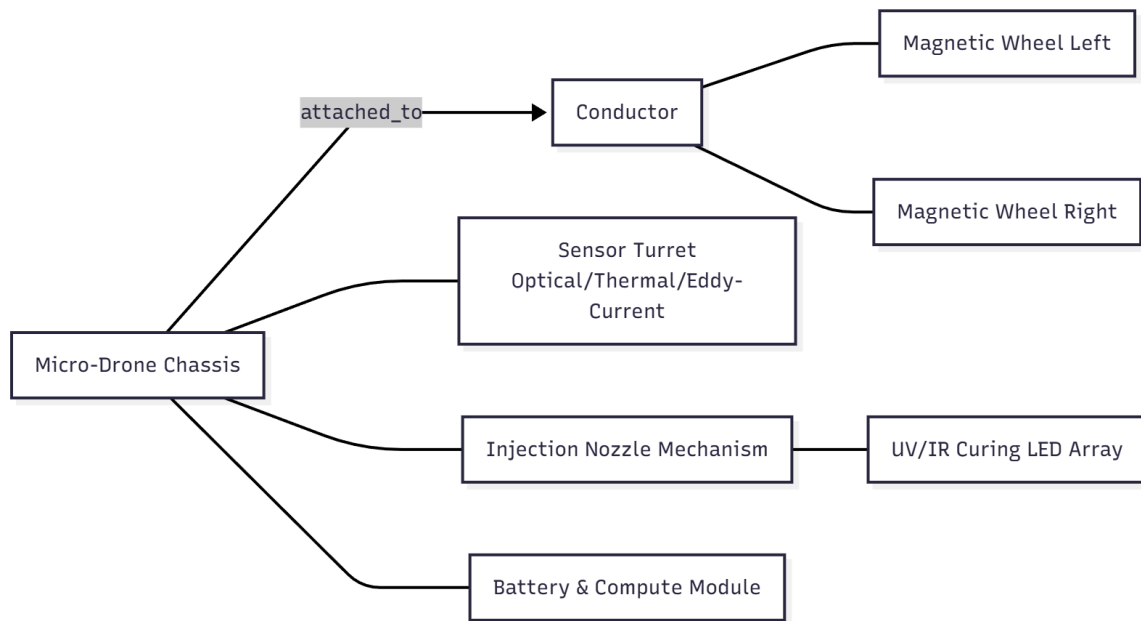 Magnetic Wheel Left
attached_to
Conductor
Magnetic Wheel Right
Sensor Turret
Optical/Thermal/Eddy-
Current
Micro-Drone Chassis
Injection Nozzle Mechanism
UV/IR Curing LED Array
Battery & Compute Module